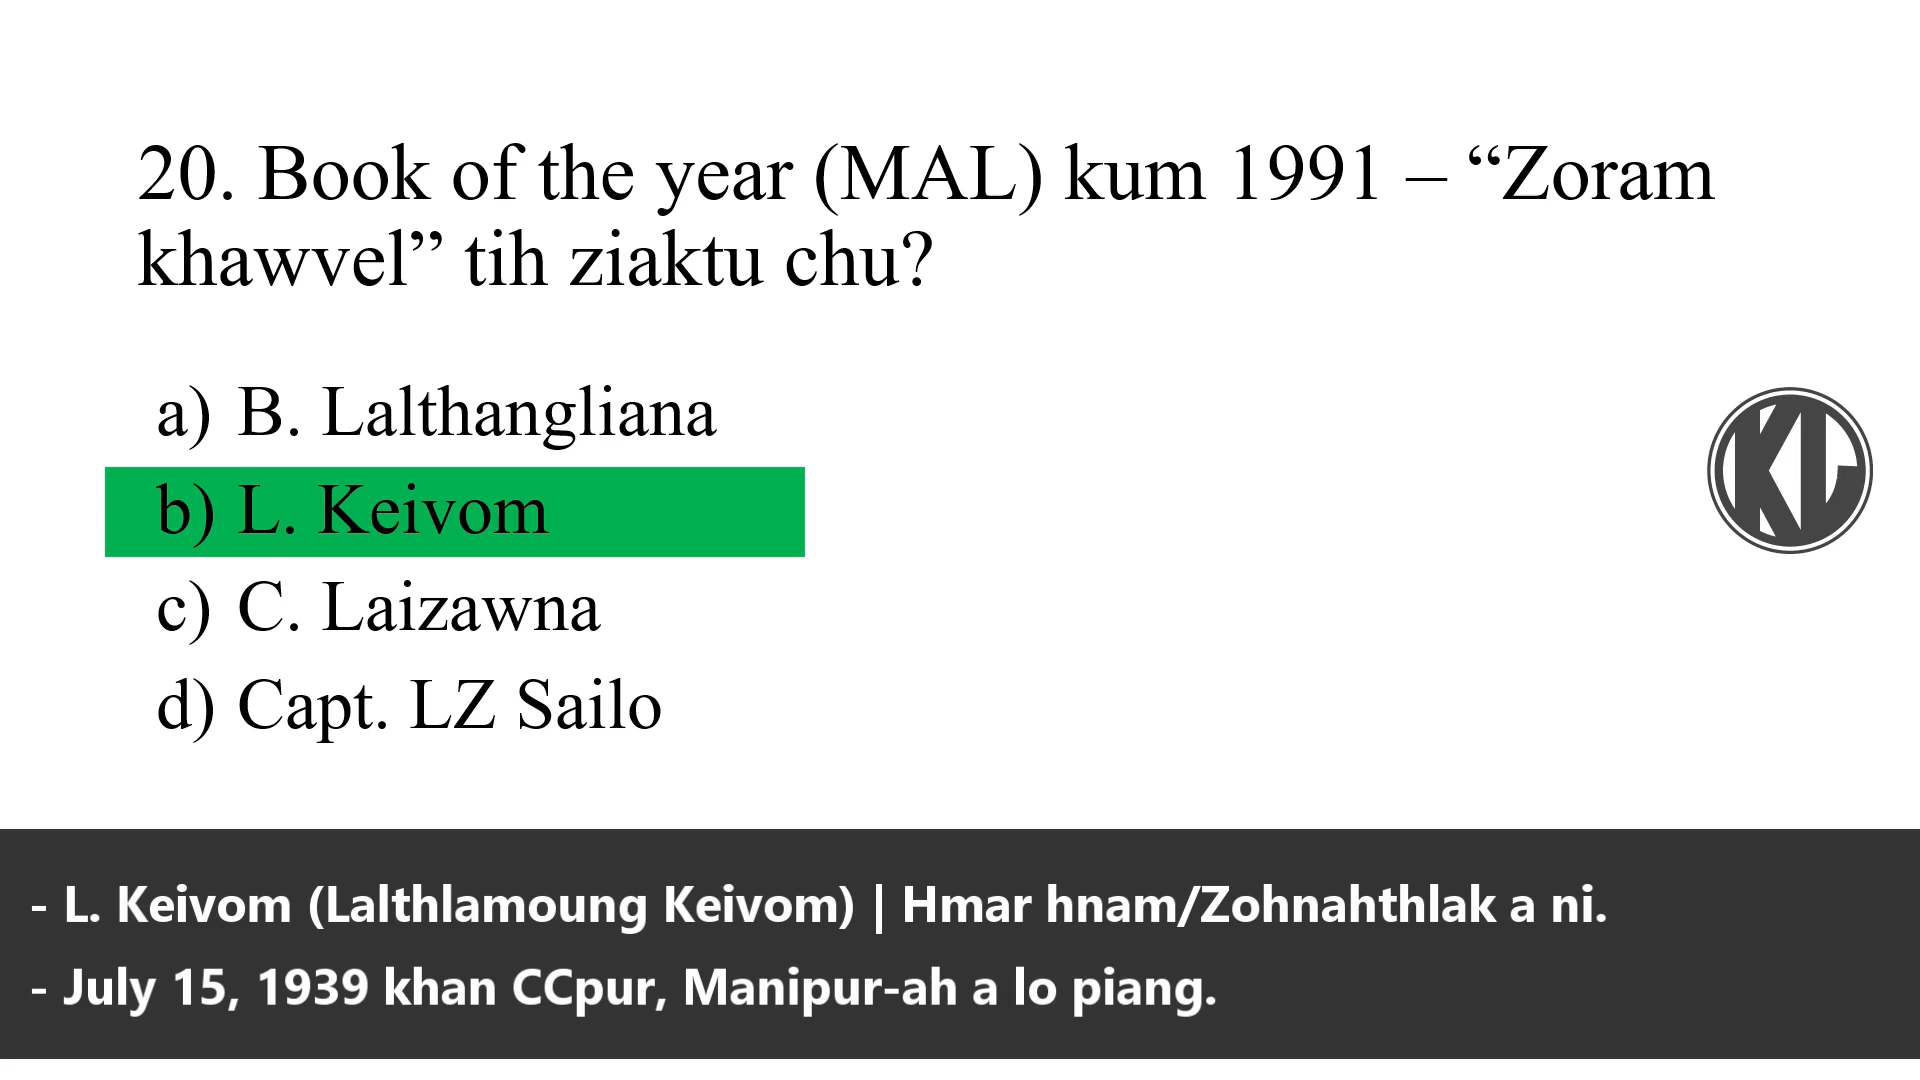 20. Book of the year (MAL) kum 1991 – “Zoram
khawvel” tih ziaktu chu?
a) B. Lalthangliana
b) L. Keivom
c) C. Laizawna
d) Capt. LZ Sailo
KL
- L. Keivom (Lalthlamoung Keivom) | Hmar hnam/Zohnahthlak a ni.
- July 15, 1939 khan CCpur, Manipur-ah a lo piang.